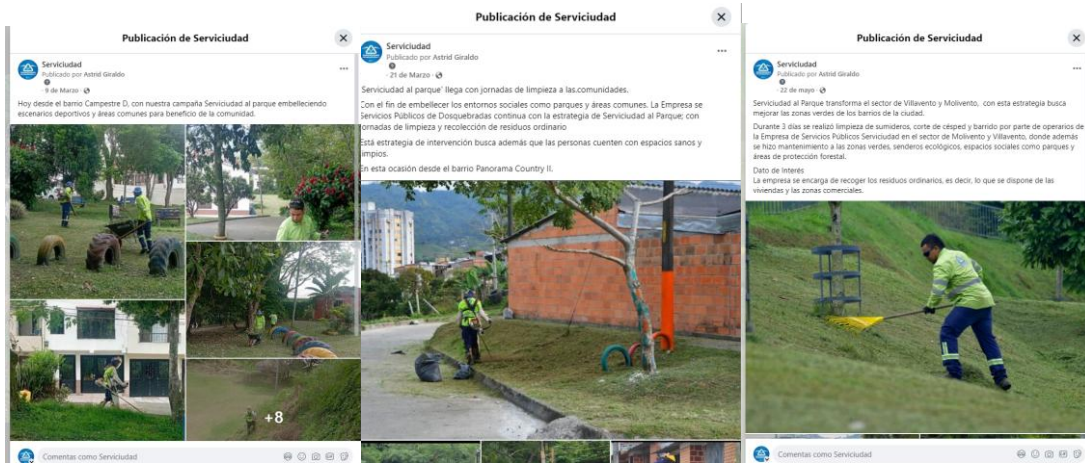 Publicación de Serviciudad
Serviciudad
Publicado por Astrid Giraldo
· 9 de Marzo ·
Hoy desde el barrio Campestre D, con nuestra campaña Serviciudad al parque embelleciendo
escenarios deportivos y áreas comunes para beneficio de la comunidad.
+8
Comentas como Serviciudad
Publicación de Serviciudad
Serviciudad
Publicado por Astrid Giraldo
· 21 de Marzo ·
Serviciudad al parque' llega con jornadas de limpieza a las.comunidades.
Con el fin de embellecer los entornos sociales como parques y áreas comunes. La Empresa se
Servicios Públicos de Dosquebradas continua con la estrategia de Serviciudad al Parque; con
jornadas de limpieza y recolección de residuos ordinario
Está estrategia de intervención busca además que las personas cuenten con espacios sanos y
limpios.
En esta ocasión desde el barrio Panorama Country II.
Publicación de Serviciudad
Serviciudad
Publicado por Astrid Giraldo
· 22 de mayo ·
Serviciudad al Parque transforma el sector de Villavento y Molivento, con esta estrategia busca
mejorar las zonas verdes de los barrios de la ciudad.
Durante 3 días se realizó limpieza de sumideros, corte de césped y barrido por parte de operarios de
la Empresa de Servicios Públicos Serviciudad en el sector de Molivento y Villavento, donde además
se hizo mantenimiento a las zonas verdes, senderos ecológicos, espacios sociales como parques y
áreas de protección forestal.
Dato de Interés
La empresa se encarga de recoger los residuos ordinarios, es decir, lo que se dispone de las
viviendas y las zonas comerciales.
Comentas como Serviciudad